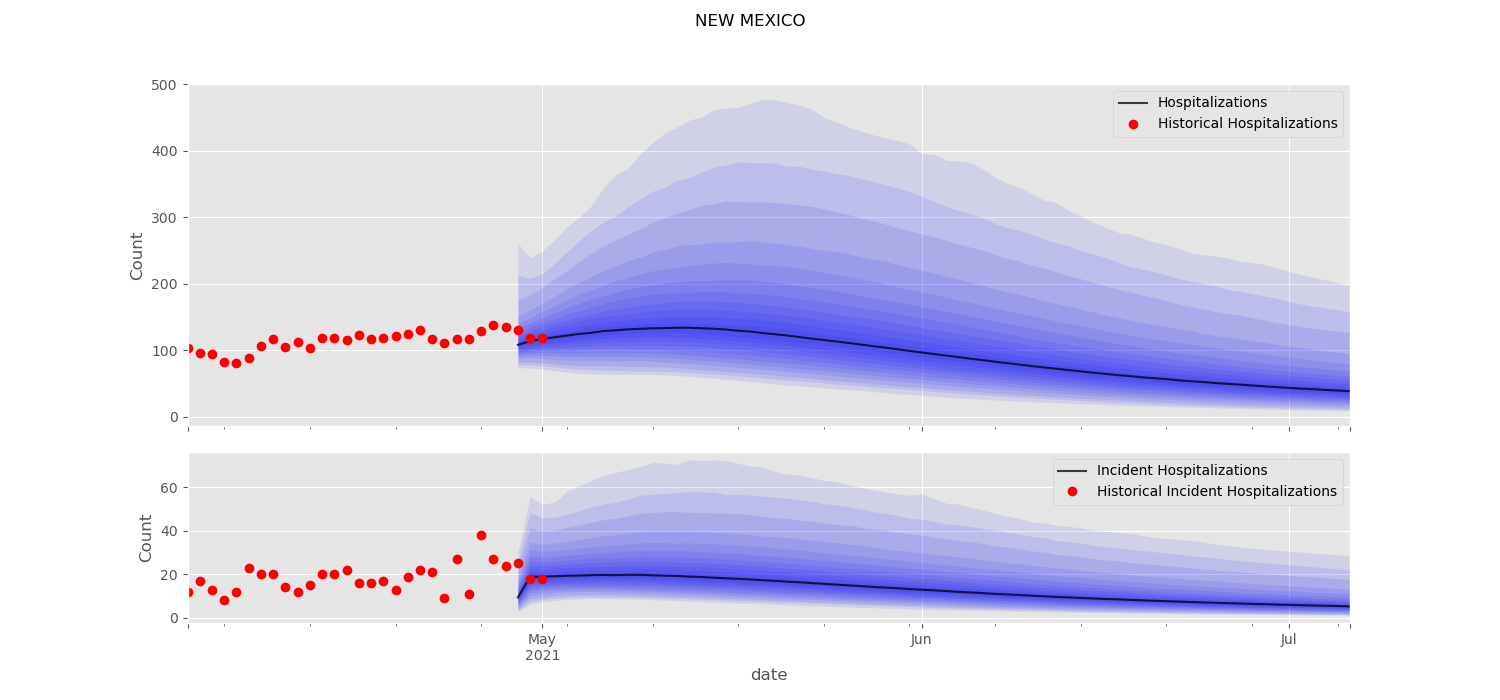 NEW MEXICO
500
400
300
200
100
0
Count
Hospitalizations
Historical Hospitalizations
60
40
20
0
Count
Incident Hospitalizations
Historical Incident Hospitalizations
May
2021
Jun
Jul
date